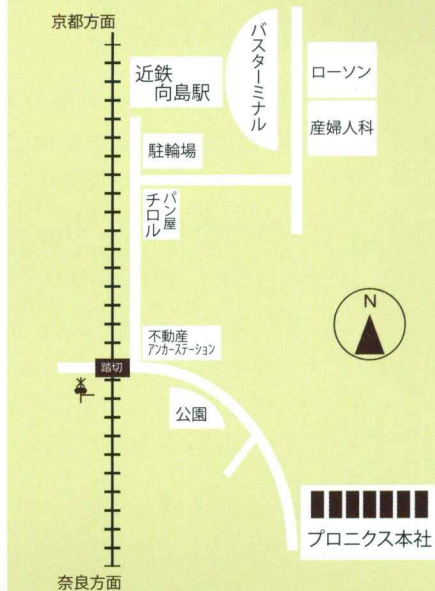 京都方面
近鉄
向島駅
バスターミナル
ローソン
産婦人科
駐輪場
パン屋
チロル
N
不動産
アンカーステーション
踏切
公園
プロニクス本社
奈良方面